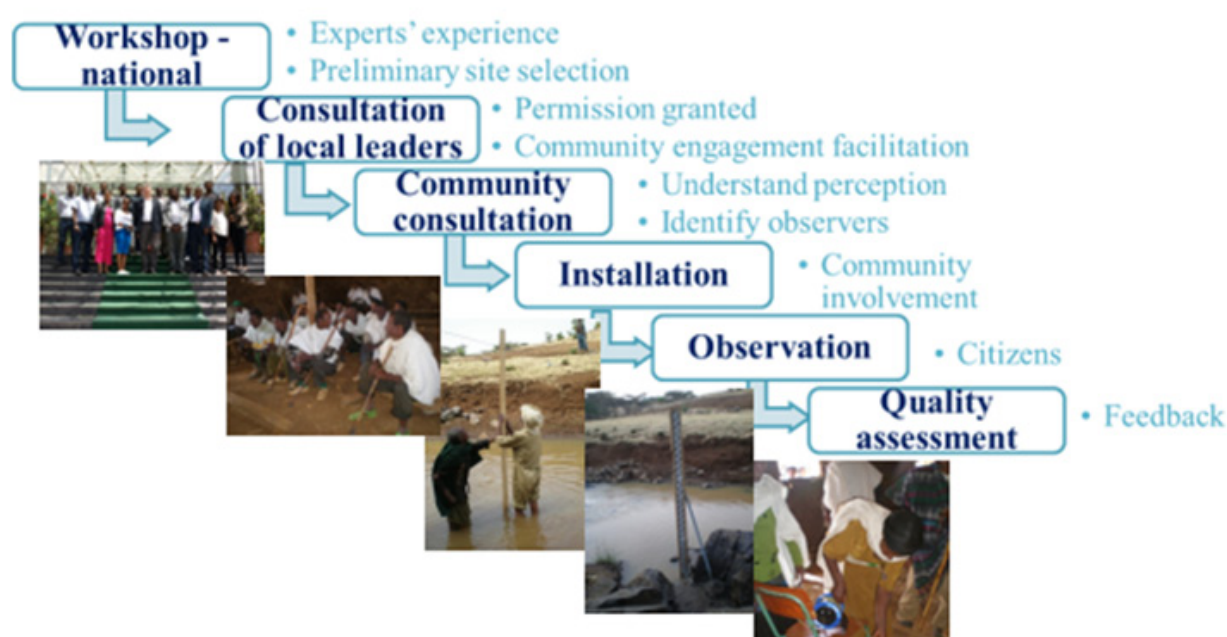 Workshop -
national
• Experts’ experience
• Preliminary site selection
Consultation
of local leaders
• Permission granted
• Community engagement facilitation
Community
consultation
• Understand perception
• Identify observers
Installation
• Community
involvement
Observation
• Citizens
Quality
assessment
• Feedback